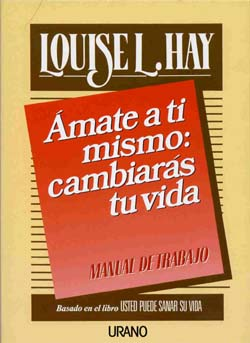 LOUISE L. HAY
Ámate a ti
mismo:
cambiarás
tu vida
MANUAL DE TRABAJO
Basado en el libro USTED PUEDE SANAR SU VIDA
URANO